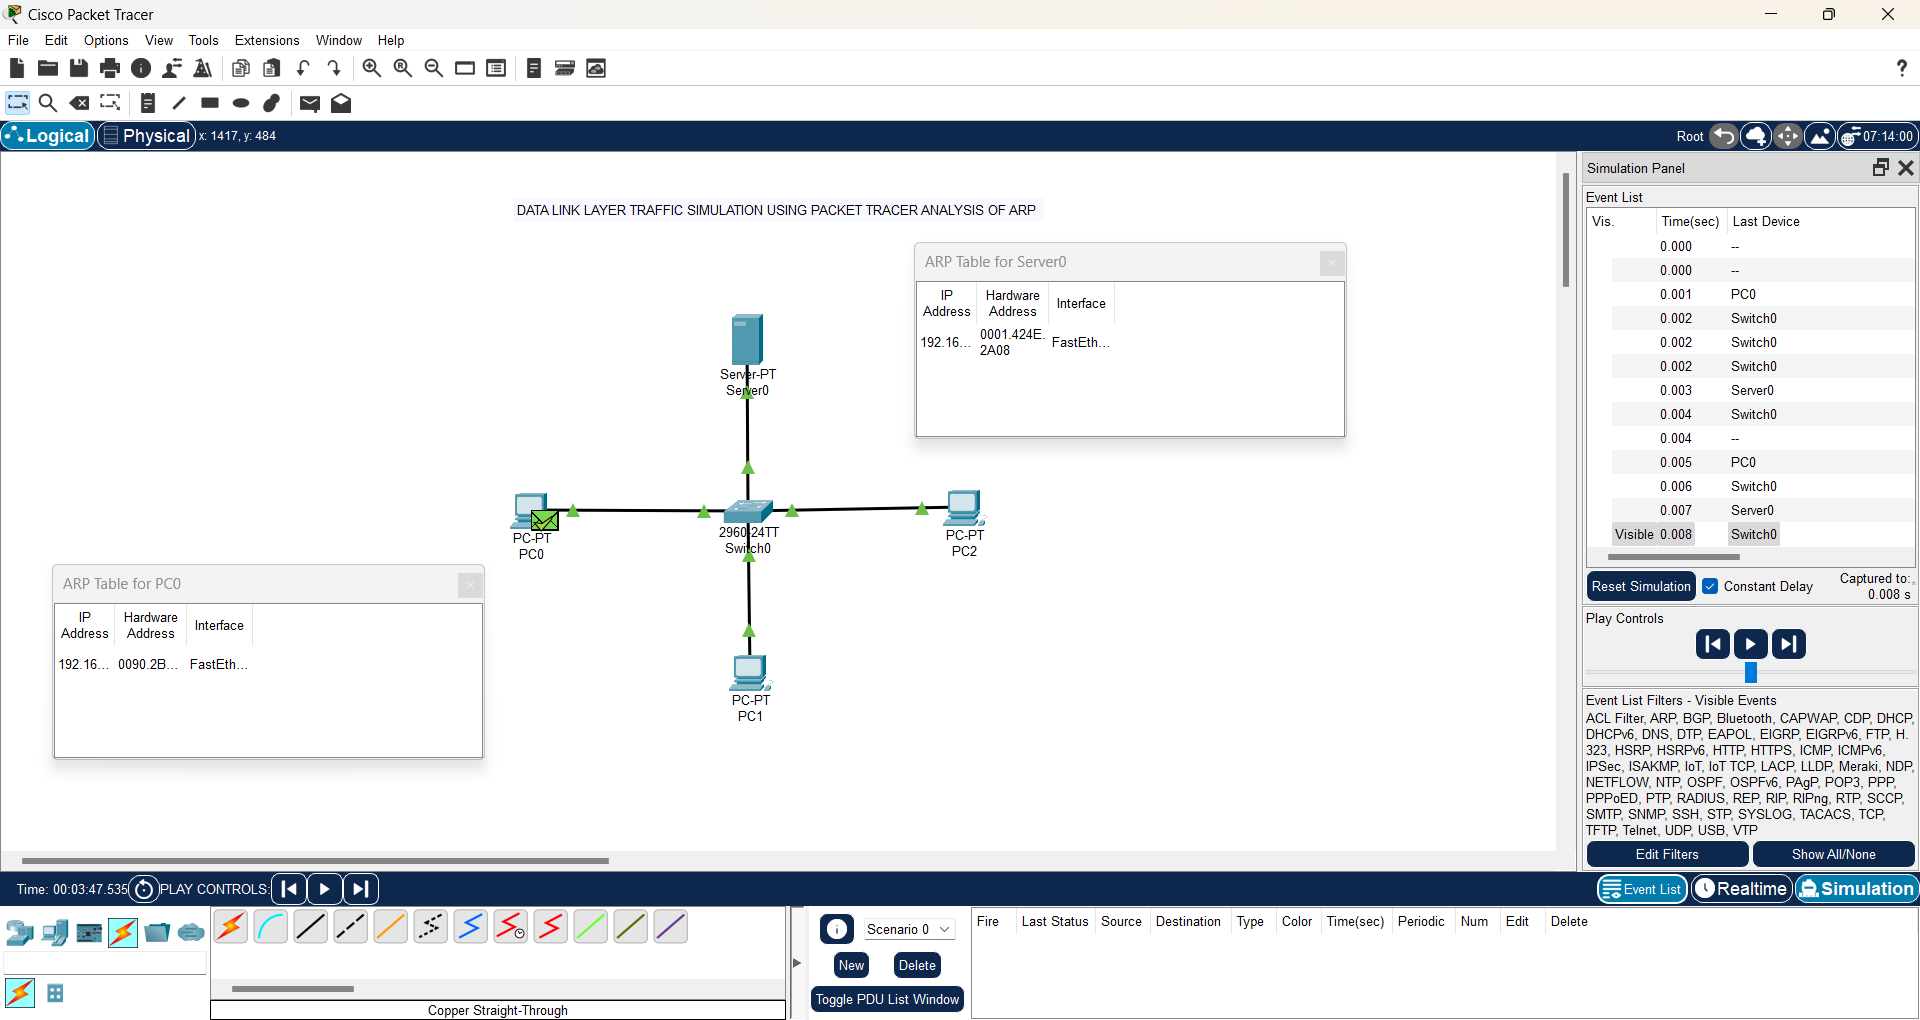 Cisco Packet Tracer
File Edit Options View Tools Extensions Window Help
?
Logical Physical x: 1417, y: 484 Root 07:14:00
DATA LINK LAYER TRAFFIC SIMULATION USING PACKET TRACER ANALYSIS OF ARP
ARP Table for Server0
IP Address Hardware Address Interface
192.16... 0001.424E.2A08 FastEth...
Server-PT
Server0
PC-PT
PC0
2960-24TT
Switch0
PC-PT
PC2
PC-PT
PC1
ARP Table for PC0
IP Address Hardware Address Interface
192.16... 0090.2B... FastEth...
Simulation Panel
Event List
Vis. Time(sec) Last Device
0.000 --
0.000 --
0.001 PC0
0.002 Switch0
0.002 Switch0
0.002 Switch0
0.003 Server0
0.004 Switch0
0.004 --
0.005 PC0
0.006 Switch0
0.007 Server0
Visible 0.008 Switch0
Reset Simulation Constant Delay Captured to:
0.008 s
Play Controls
Event List Filters - Visible Events
ACL Filter, ARP, BGP, Bluetooth, CAPWAP, CDP, DHCP,
DHCPv6, DNS, DTP, EAPOL, EIGRP, EIGRPv6, FTP, H.
323, HSRP, HSRPv6, HTTP, HTTPS, ICMP, ICMPv6,
IPSec, ISAKMP, IoT, IoT TCP, LACP, LLDP, Meraki, NDP,
NETFLOW, NTP, OSPF, OSPFv6, PAgP, POP3, PPP,
PPPoED, PTP, RADIUS, REP, RIP, RIPng, RTP, SCCP,
SMTP, SNMP, SSH, STP, SYSLOG, TACACS, TCP,
TFTP, Telnet, UDP, USB, VTP
Edit Filters Show All/None
Time: 00:03:47.535 PLAY CONTROLS: Event List Realtime Simulation
Scenario 0
New Delete
Toggle PDU List Window
Fire Last Status Source Destination Type Color Time(sec) Periodic Num Edit Delete
Copper Straight-Through